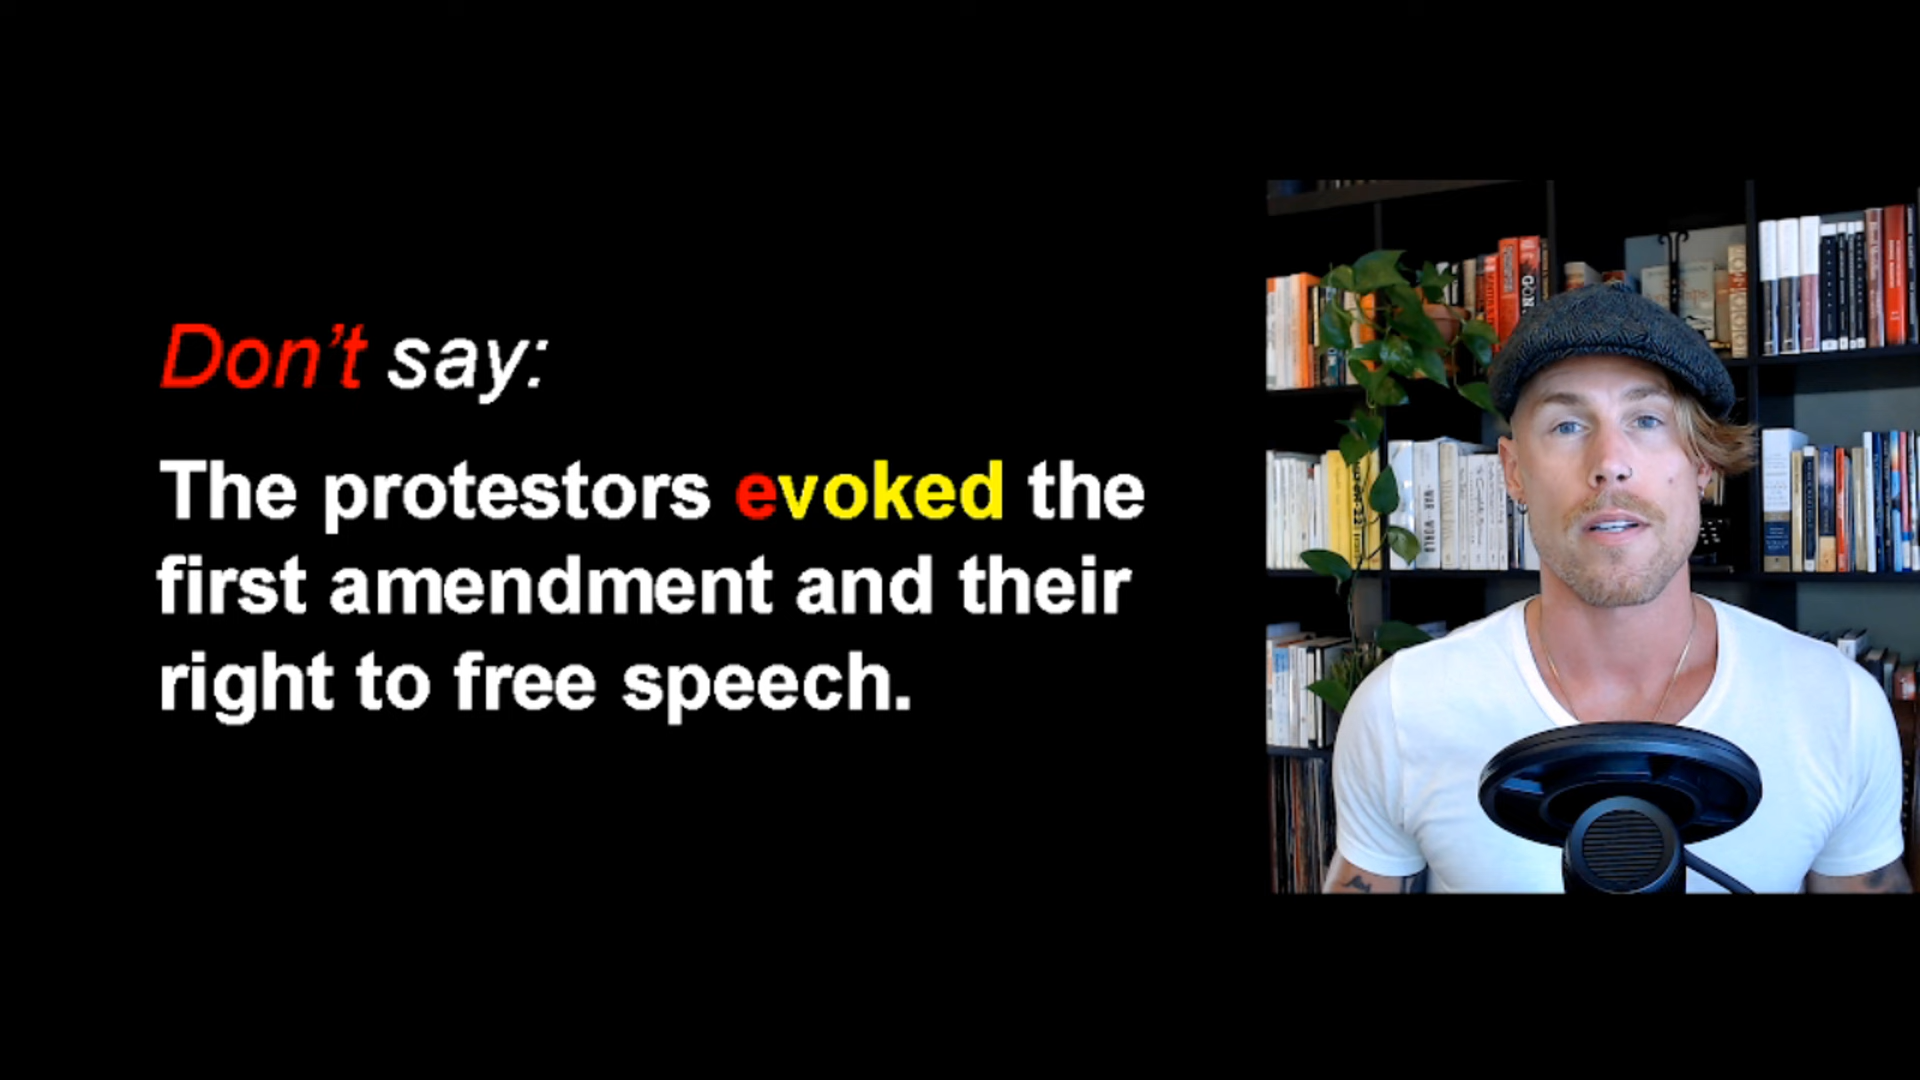 Don't say:
The protestors evoked the
first amendment and their
right to free speech.